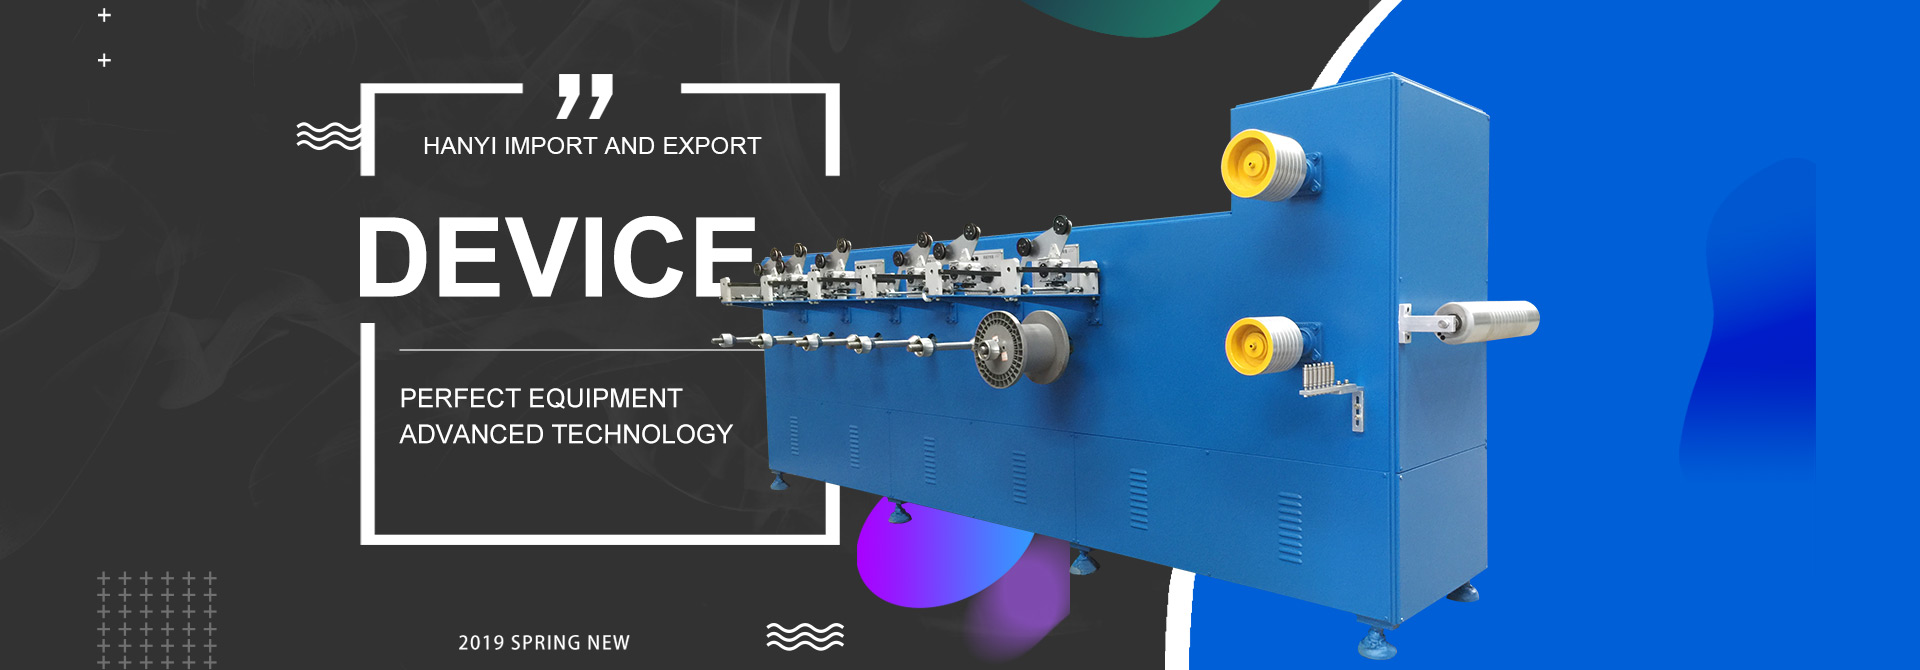 HANYI IMPORT AND EXPORT
DEVICE
PERFECT EQUIPMENT
ADVANCED TECHNOLOGY
2019 SPRING NEW